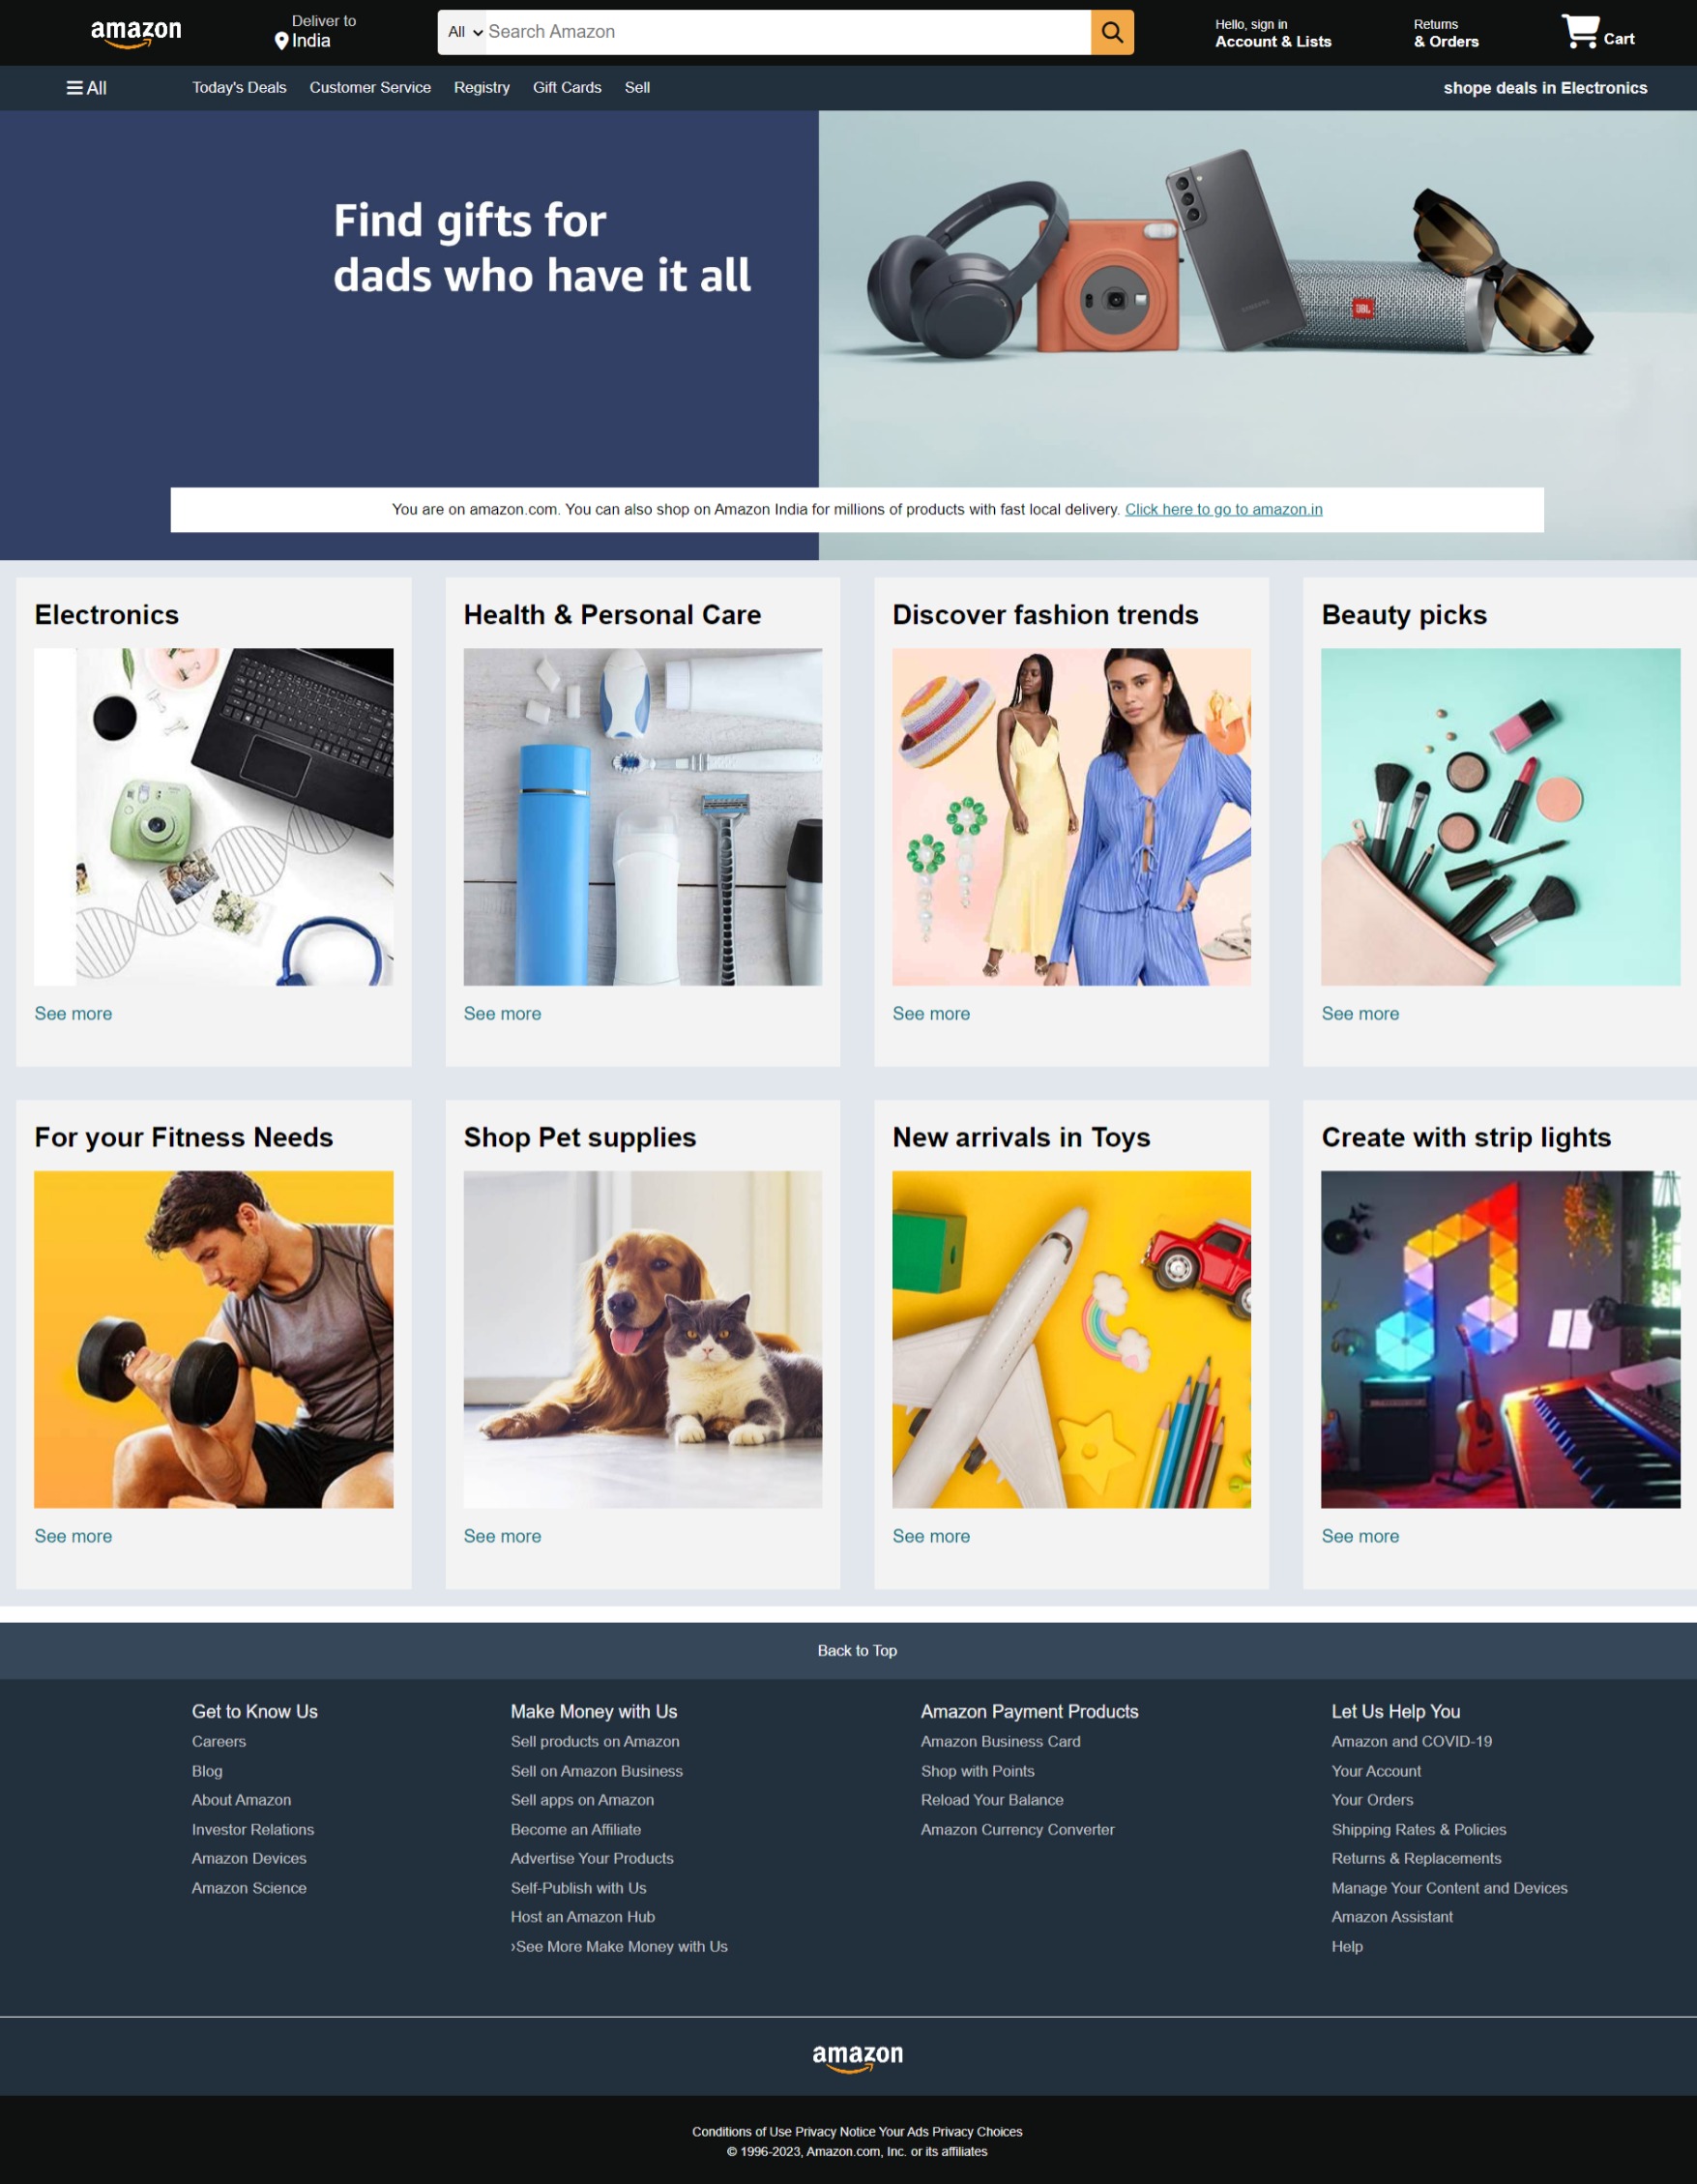 amazon
Deliver to
India
All
Search Amazon
Hello, sign in
Account & Lists
Returns
& Orders
Cart
All
Today's Deals
Customer Service
Registry
Gift Cards
Sell
shope deals in Electronics
Find gifts for
dads who have it all
SAMSUNG
JBL
You are on amazon.com. You can also shop on Amazon India for millions of products with fast local delivery. Click here to go to amazon.in
Electronics
Health & Personal Care
Discover fashion trends
Beauty picks
See more
See more
See more
See more
For your Fitness Needs
Shop Pet supplies
New arrivals in Toys
Create with strip lights
See more
See more
See more
See more
Back to Top
Get to Know Us
Careers
Blog
About Amazon
Investor Relations
Amazon Devices
Amazon Science
Make Money with Us
Sell products on Amazon
Sell on Amazon Business
Sell apps on Amazon
Become an Affiliate
Advertise Your Products
Self-Publish with Us
Host an Amazon Hub
›See More Make Money with Us
Amazon Payment Products
Amazon Business Card
Shop with Points
Reload Your Balance
Amazon Currency Converter
Let Us Help You
Amazon and COVID-19
Your Account
Your Orders
Shipping Rates & Policies
Returns & Replacements
Manage Your Content and Devices
Amazon Assistant
Help
amazon
Conditions of Use Privacy Notice Your Ads Privacy Choices
© 1996-2023, Amazon.com, Inc. or its affiliates